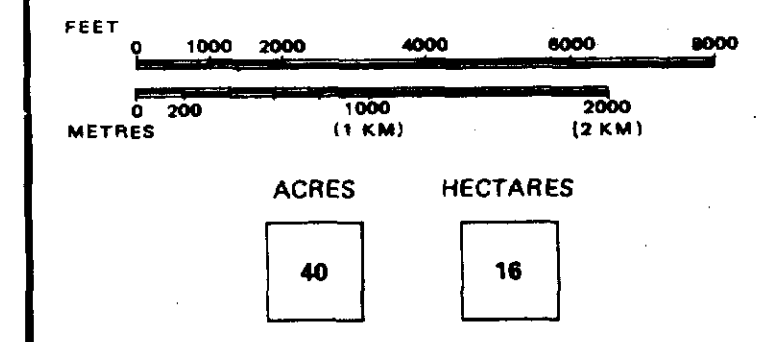 FEET
0 1000 2000 4000 6000 8000
0 200 1000 2000
METRES (1 KM) (2 KM)
ACRES HECTARES
40 16